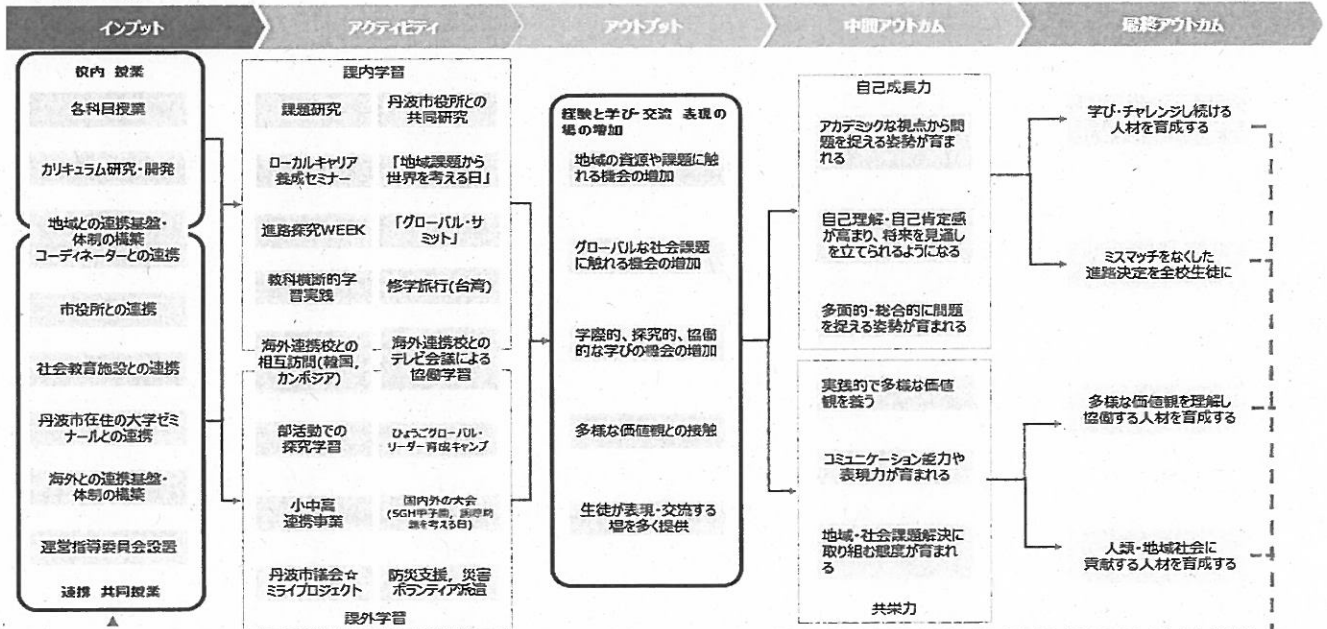 インプット
アクティビティ
アウトプット
中間アウトカム
最終アウトカム
校内 授業
各科目授業
カリキュラム研究・開発
地域との連携基盤・
体制の構築
コーディネーターとの連携
市役所との連携
社会教育施設との連携
丹波市在住の大学ゼミ
ナールとの連携
海外との連携基盤・
体制の構築
運営指導委員会設置
連携 共同授業
課内学習
課題研究
丹波市役所との
共同研究
ローカルキャリア
養成セミナー
「地域課題から
世界を考える日」
進路探究WEEK
「グローバル・サ
ミット」
教科横断的学
習実践
修学旅行(台湾)
海外連携校との
相互訪問(韓国,
カンボジア)
海外連携校との
テレビ会議による
協働学習
部活動での
探究学習
ひょうごグローバル・
リーダー育成キャンプ
小中高
連携事業
国内外の大会
(SGH甲子園,
を考える日)
丹波市議会☆
ミライプロジェクト
防災支援,災害
ボランティア派遣
課外学習
経験と学び・交流 表現の
場の増加
地域の資源や課題に触
れる機会の増加
グローバルな社会課題
に触れる機会の増加
学際的、探究的、協働
的な学びの機会の増加
多様な価値観との接触
生徒が表現・交流する
場を多く提供
自己成長力
アカデミックな視点から問
題を捉える姿勢が育ま
れる
自己理解・自己肯定感
が高まり、将来を見通し
を立てられるようになる
多面的・総合的に問題
を捉える姿勢が育まれる
実践的で多様な価値
観を養う
コミュニケーション能力や
表現力が育まれる
地域・社会課題解決に
取り組む態度が育まれ
る
共栄力
学び・チャレンジし続ける
人材を育成する
ミスマッチをなくした
進路決定を全校生徒に
多様な価値観を理解し
協働する人材を育成する
人類・地域社会に
貢献する人材を育成する